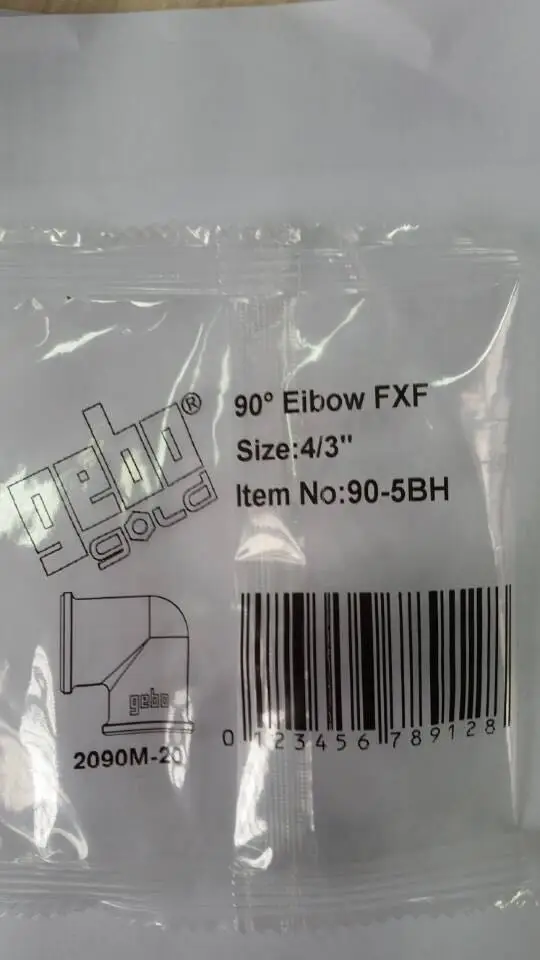 gebo®
gold
90° Eibow FXF
Size:4/3"
Item No:90-5BH
gebo
2090M-20
0 123456 789128